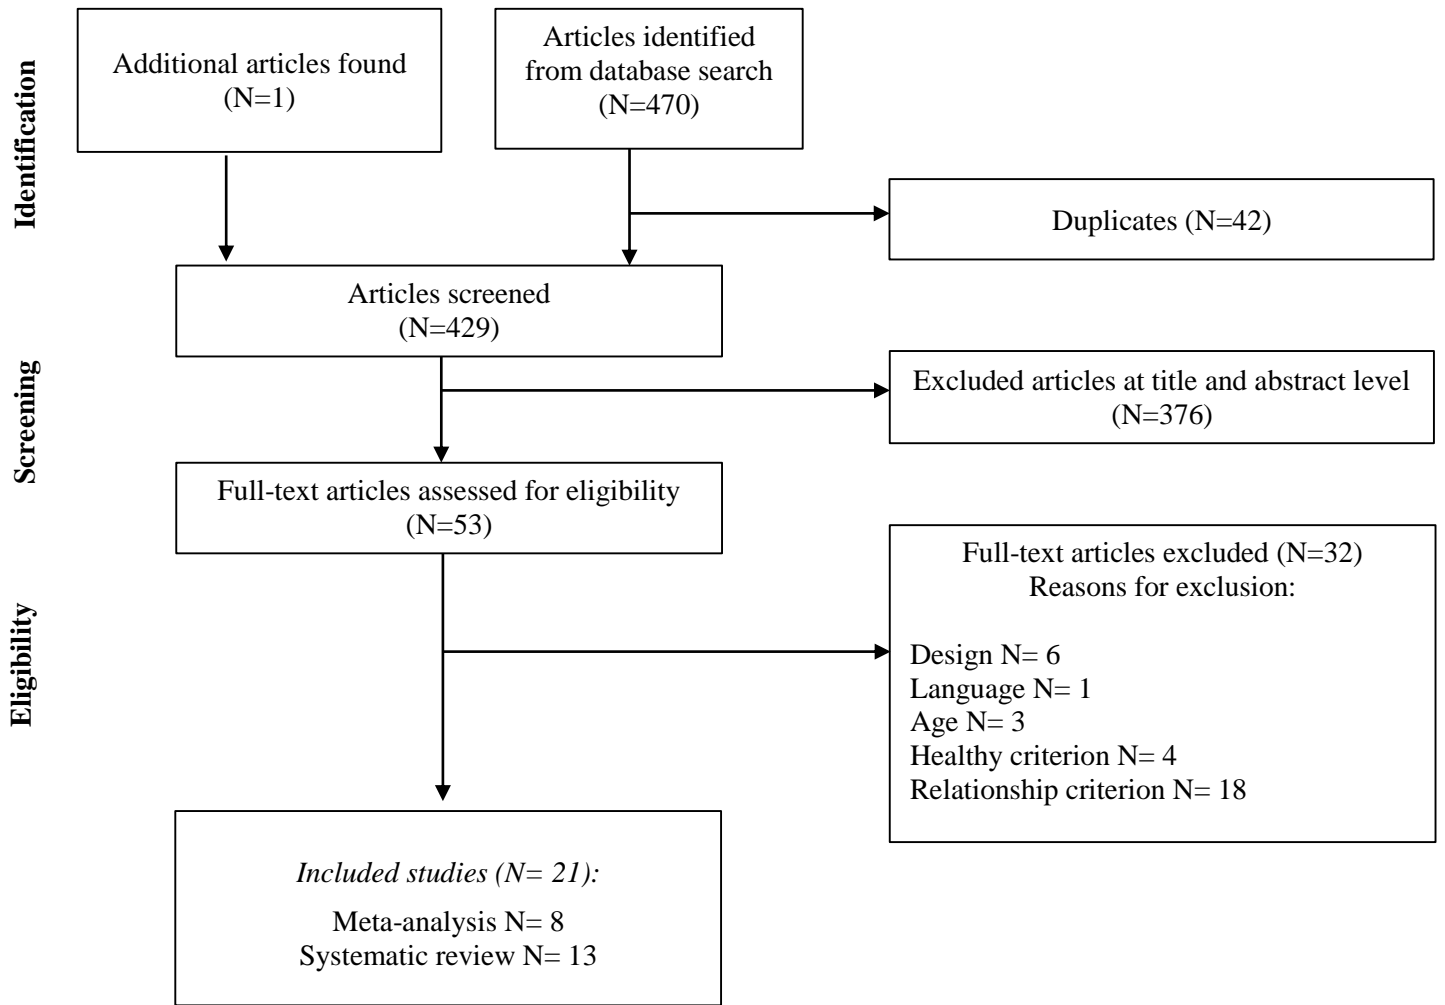 Identification
Additional articles found
(N=1)
Articles identified
from database search
(N=470)
Duplicates (N=42)
Articles screened
(N=429)
Screening
Excluded articles at title and abstract level
(N=376)
Full-text articles assessed for eligibility
(N=53)
Eligibility
Full-text articles excluded (N=32)
Reasons for exclusion:
Design N= 6
Language N= 1
Age N= 3
Healthy criterion N= 4
Relationship criterion N= 18
Included studies (N= 21):
Meta-analysis N= 8
Systematic review N= 13